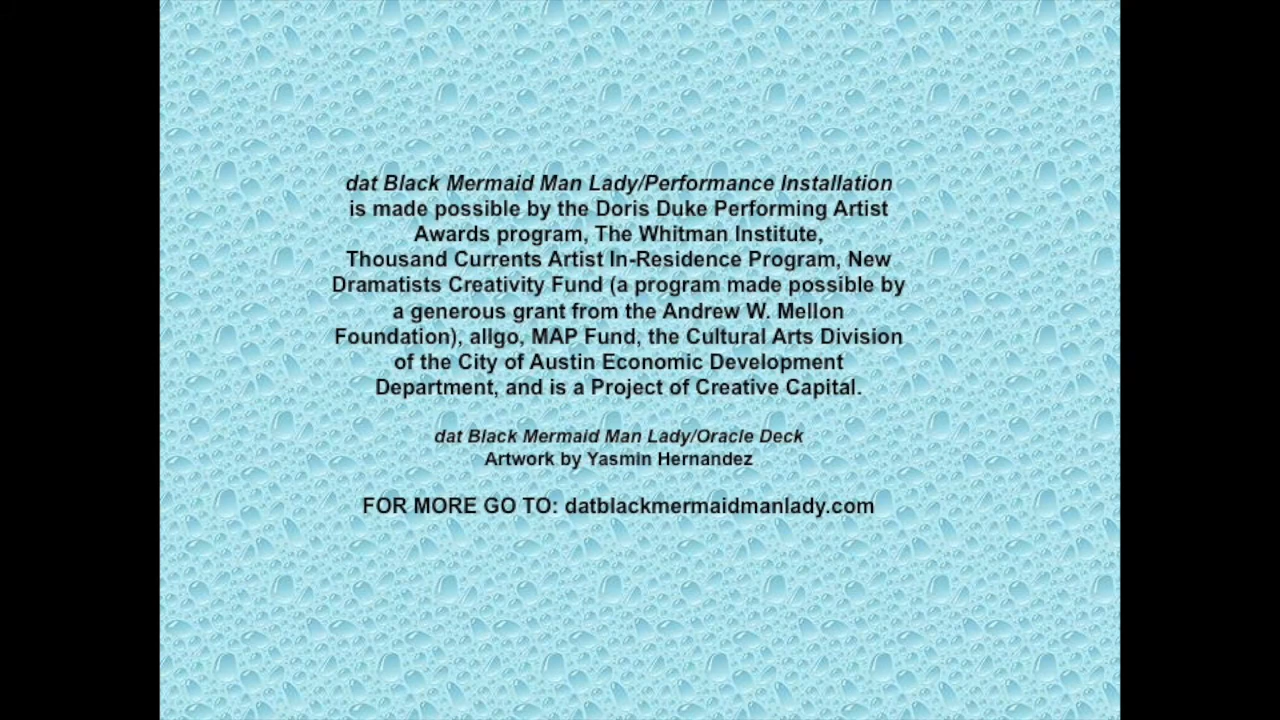 dat Black Mermaid Man Lady/Performance Installation
is made possible by the Doris Duke Performing Artist
Awards program, The Whitman Institute,
Thousand Currents Artist In-Residence Program, New
Dramatists Creativity Fund (a program made possible by
a generous grant from the Andrew W. Mellon
Foundation), allgo, MAP Fund, the Cultural Arts Division
of the City of Austin Economic Development
Department, and is a Project of Creative Capital.
dat Black Mermaid Man Lady/Oracle Deck
Artwork by Yasmin Hernandez
FOR MORE GO TO: datblackmermaidmanlady.com